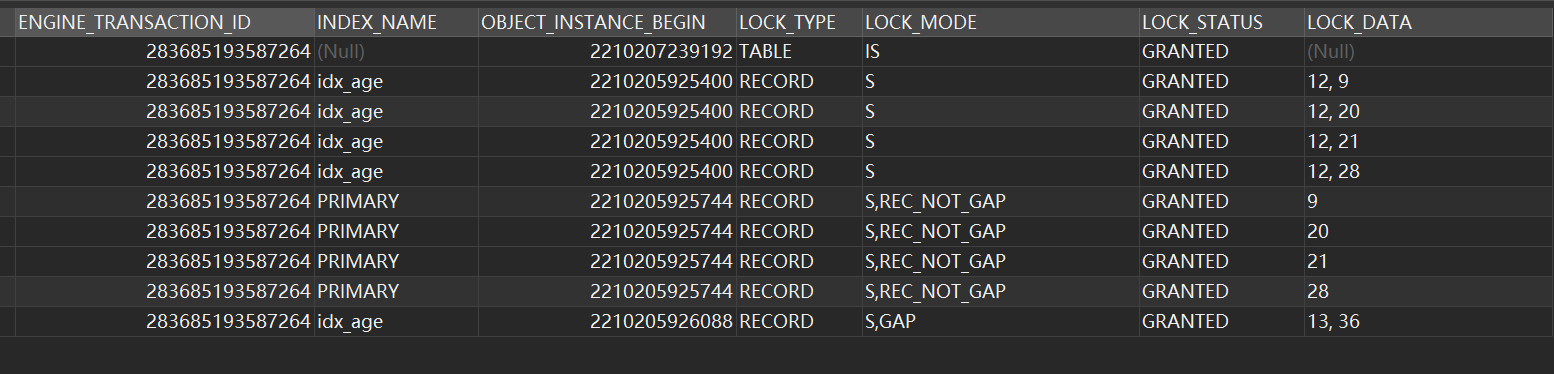 ENGINE_TRANSACTION_ID INDEX_NAME OBJECT_INSTANCE_BEGIN LOCK_TYPE LOCK_MODE LOCK_STATUS LOCK_DATA
283685193587264 (Null) 2210207239192 TABLE IS GRANTED (Null)
283685193587264 idx_age 2210205925400 RECORD S GRANTED 12, 9
283685193587264 idx_age 2210205925400 RECORD S GRANTED 12, 20
283685193587264 idx_age 2210205925400 RECORD S GRANTED 12, 21
283685193587264 idx_age 2210205925400 RECORD S GRANTED 12, 28
283685193587264 PRIMARY 2210205925744 RECORD S,REC_NOT_GAP GRANTED 9
283685193587264 PRIMARY 2210205925744 RECORD S,REC_NOT_GAP GRANTED 20
283685193587264 PRIMARY 2210205925744 RECORD S,REC_NOT_GAP GRANTED 21
283685193587264 PRIMARY 2210205925744 RECORD S,REC_NOT_GAP GRANTED 28
283685193587264 idx_age 2210205926088 RECORD S,GAP GRANTED 13, 36